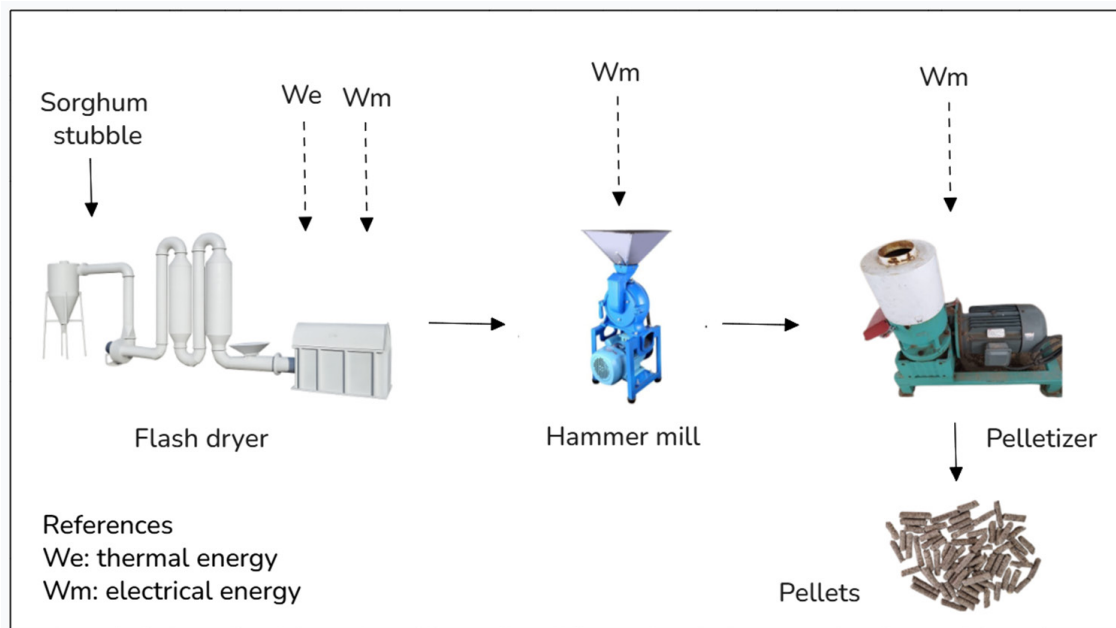 Sorghum
stubble
We
Wm
Wm
Wm
Flash dryer
Hammer mill
Pelletizer
References
We: thermal energy
Wm: electrical energy
Pellets